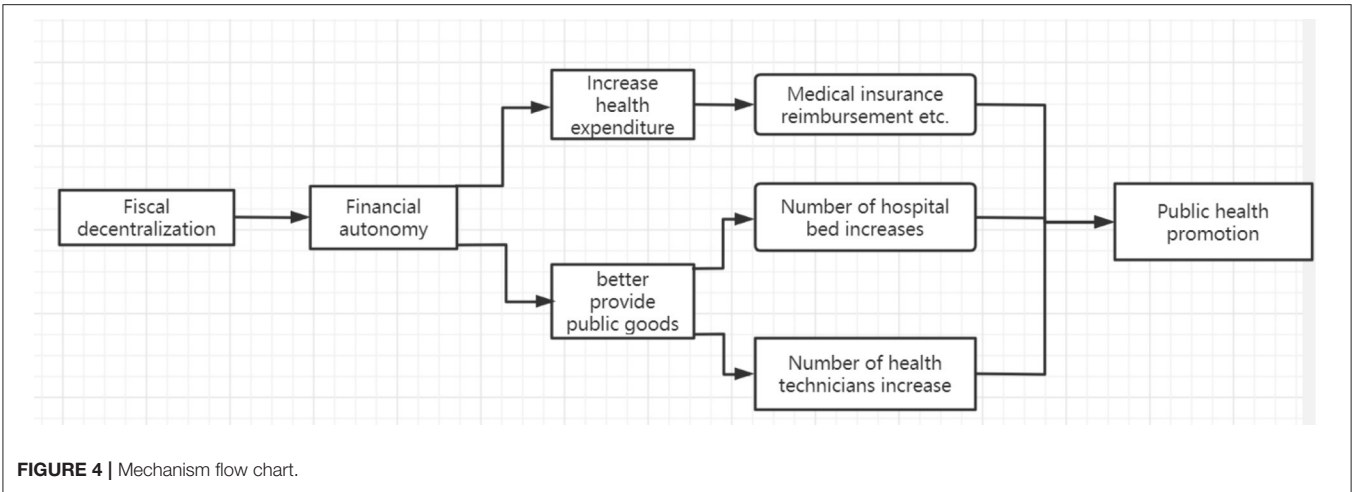 Fiscal
decentralization
Financial
autonomy
Increase
health
expenditure
Medical insurance
reimbursement etc.
better
provide
public goods
Number of hospital
bed increases
Number of health
technicians increase
Public health
promotion
FIGURE 4 | Mechanism flow chart.